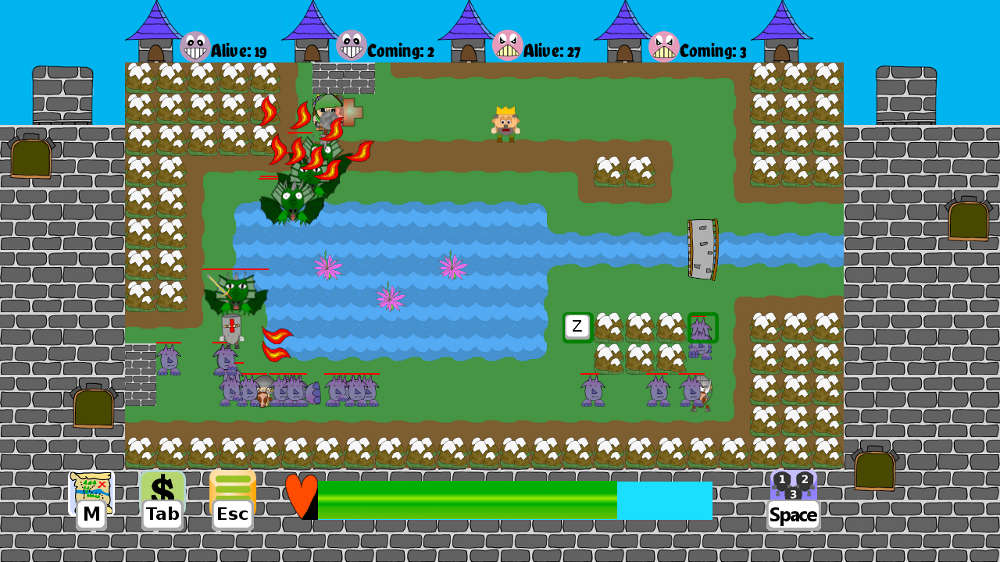 Alive: 19
Coming: 2
Alive: 27
Coming: 3
Z
$
M
Tab
Esc
1 2
3
Space